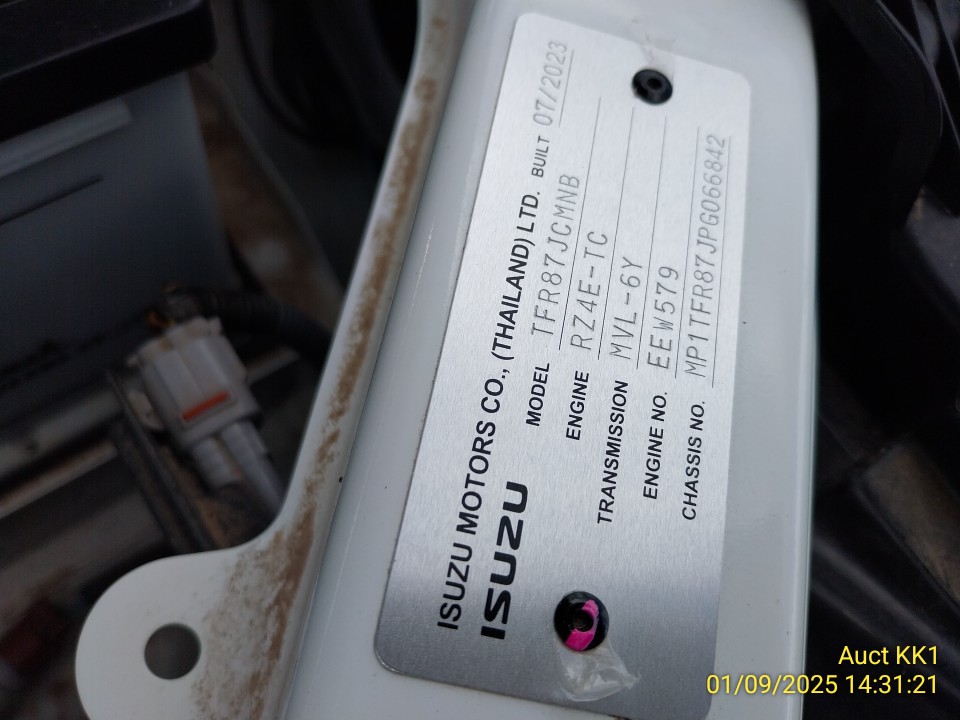 ISUZU MOTORS CO., (THAILAND) LTD. BUILT 07/2023
ISUZU
MODEL TFR87JCMNB
ENGINE RZ4E-TC
TRANSMISSION MVL-6Y
ENGINE NO. EEW579
CHASSIS NO. MP1TFR87JPG066842
Auct KK1
01/09/2025 14:31:21